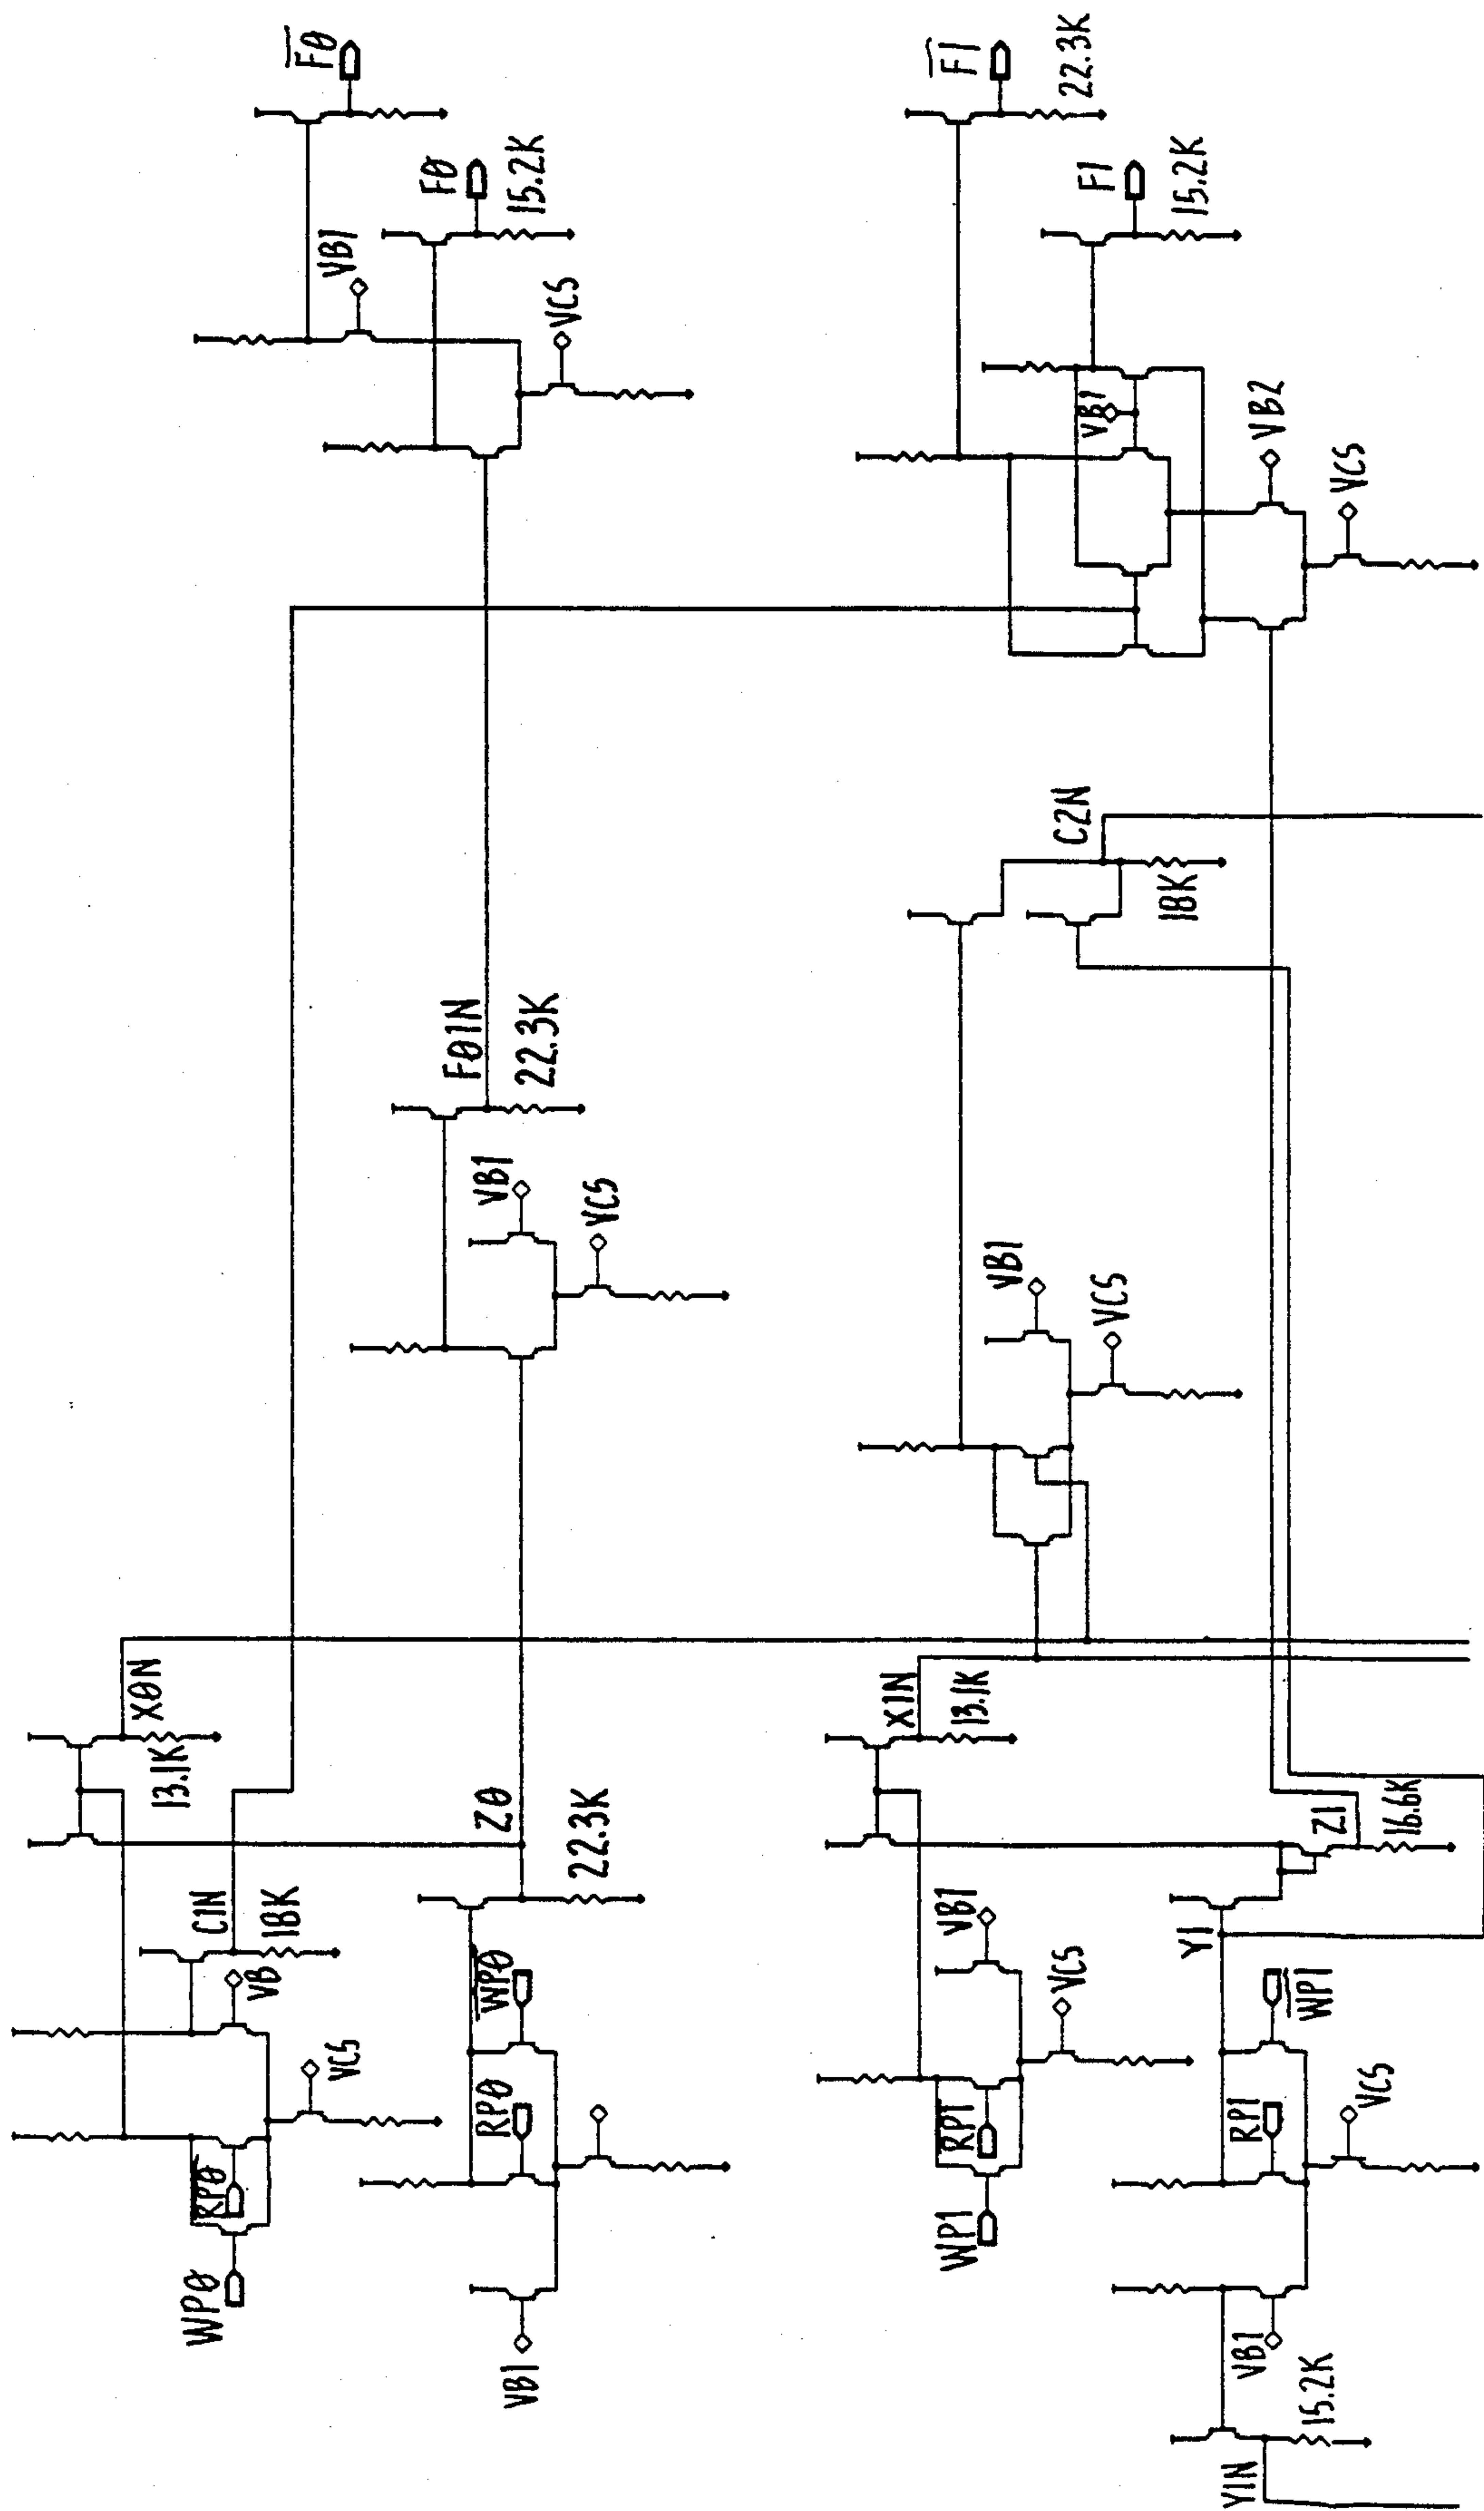 F0
F0
VB1
15.2K
VCS
F01N
22.3K
VB1
VCS
X0N
13.1K
C1N
18K
VB
VCS
RP0
WP0
Z0
22.3K
WP0
RP0
VB1
F1
22.3K
F1
15.2K
VB1
VB2
VCS
C2N
18K
VB1
VCS
X1N
13.1K
VB1
VCS
RP1
WP1
Z1
16.6K
Y1
WP1
RP1
VCS
VB1
15.2K
Y1N